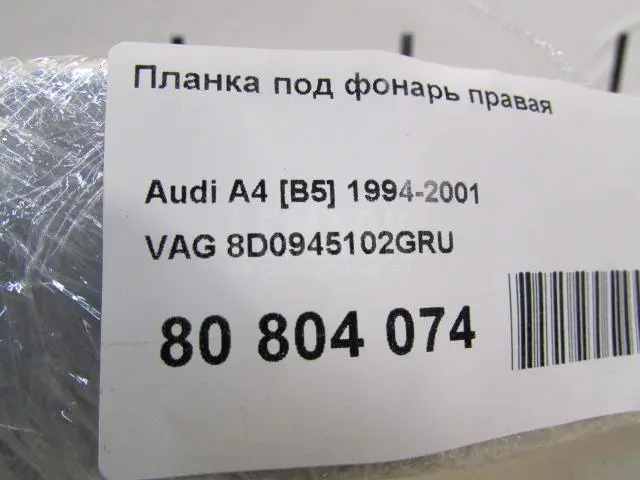 Планка под фонарь правая
Audi A4 [B5] 1994-2001
VAG 8D0945102GRU
80 804 074